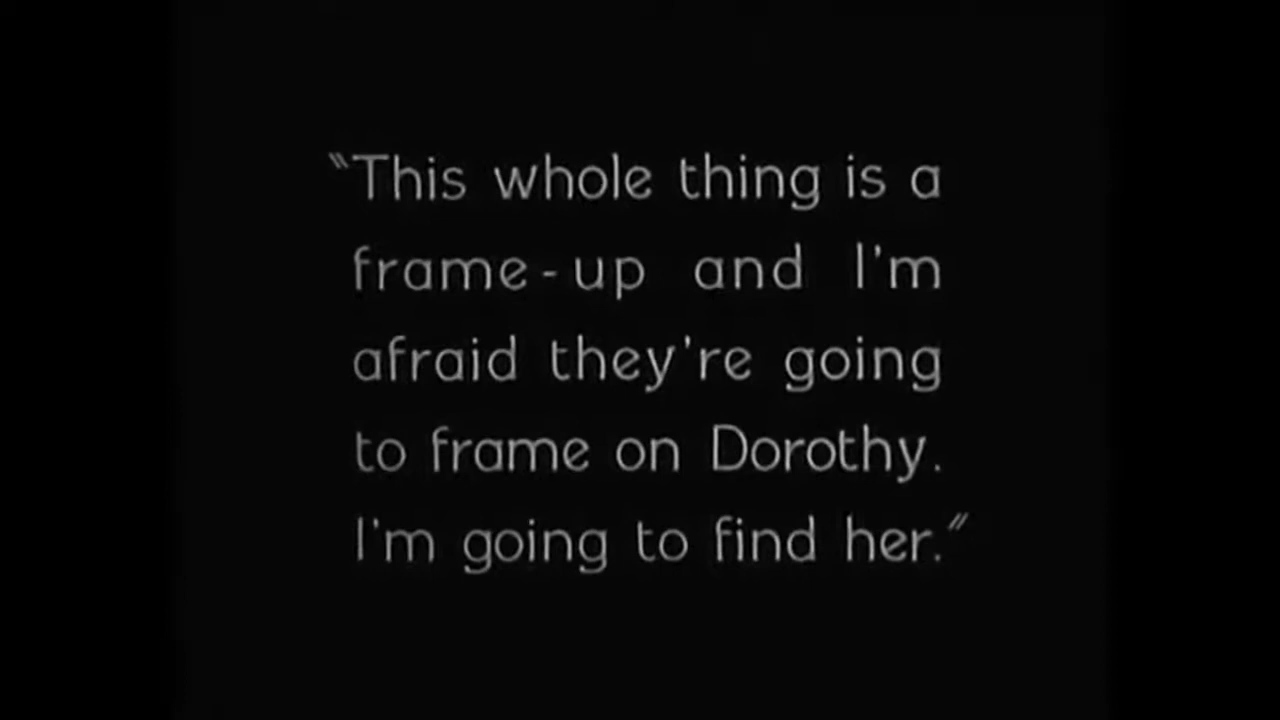 "This whole thing is a
frame-up and I'm
afraid they're going
to frame on Dorothy.
I'm going to find her."